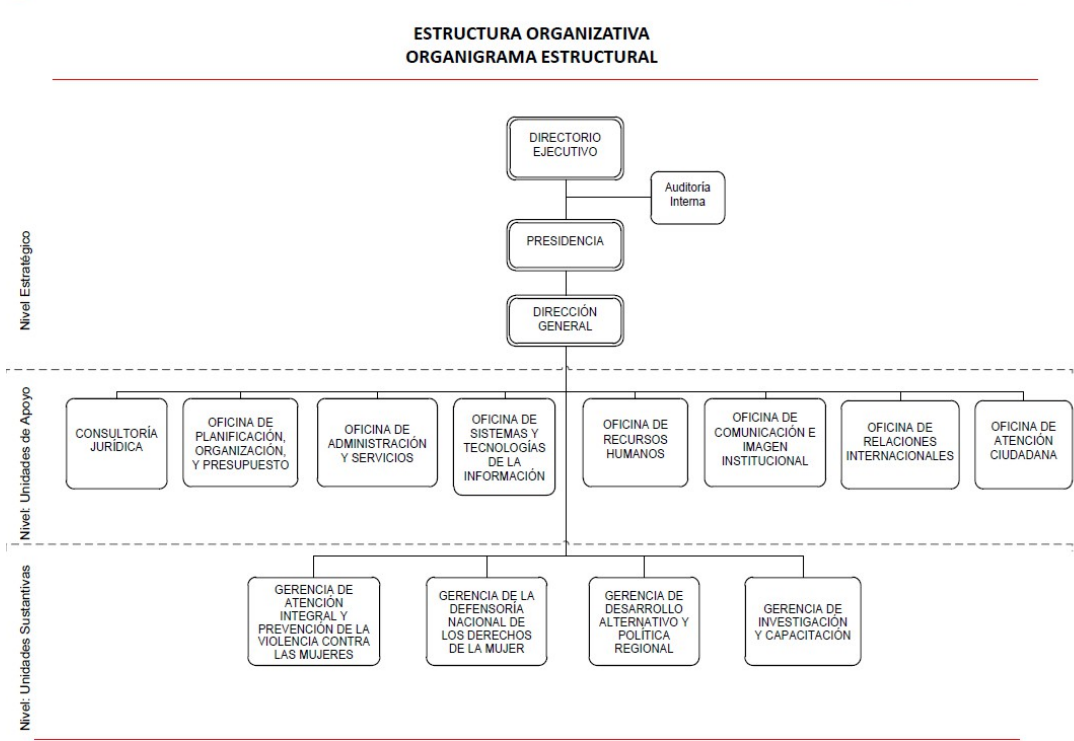 ESTRUCTURA ORGANIZATIVA
ORGANIGRAMA ESTRUCTURAL
Nivel Estratégico
DIRECTORIO
EJECUTIVO
Auditoría
Interna
PRESIDENCIA
DIRECCIÓN
GENERAL
Nivel: Unidades de Apoyo
CONSULTORÍA
JURÍDICA
OFICINA DE
PLANIFICACIÓN,
ORGANIZACIÓN,
Y PRESUPUESTO
OFICINA DE
ADMINISTRACIÓN
Y SERVICIOS
OFICINA DE
SISTEMAS Y
TECNOLOGÍAS
DE LA
INFORMACIÓN
OFICINA DE
RECURSOS
HUMANOS
OFICINA DE
COMUNICACIÓN E
IMAGEN
INSTITUCIONAL
OFICINA DE
RELACIONES
INTERNACIONALES
OFICINA DE
ATENCIÓN
CIUDADANA
Nivel: Unidades Sustantivas
GERENCIA DE
ATENCIÓN
INTEGRAL Y
PREVENCIÓN DE LA
VIOLENCIA CONTRA
LAS MUJERES
GERENCIA DE LA
DEFENSORÍA
NACIONAL DE
LOS DERECHOS
DE LA MUJER
GERENCIA DE
DESARROLLO
ALTERNATIVO Y
POLÍTICA
REGIONAL
GERENCIA DE
INVESTIGACIÓN
Y CAPACITACIÓN